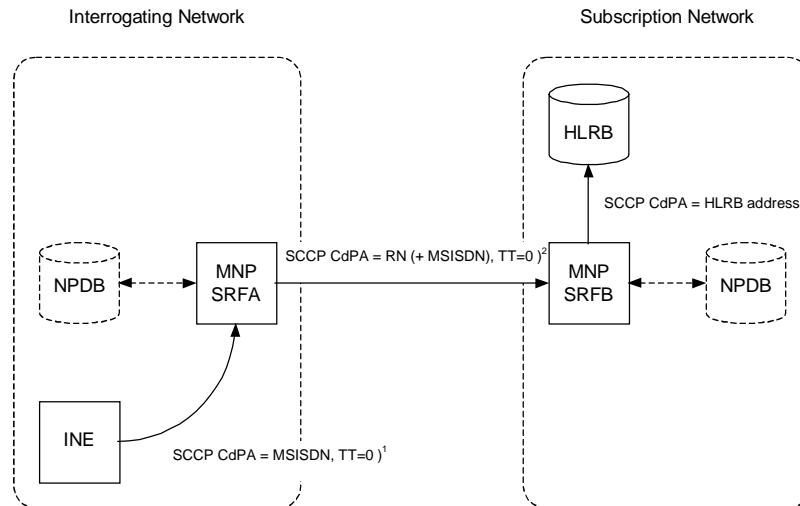 Interrogating Network
Subscription Network
HLRB
SCCP CdPA = HLRB address
SCCP CdPA = RN (+ MSISDN), TT=0 )2
NPDB
MNP
SRFA
MNP
SRFB
NPDB
INE
SCCP CdPA = MSISDN, TT=0 )1